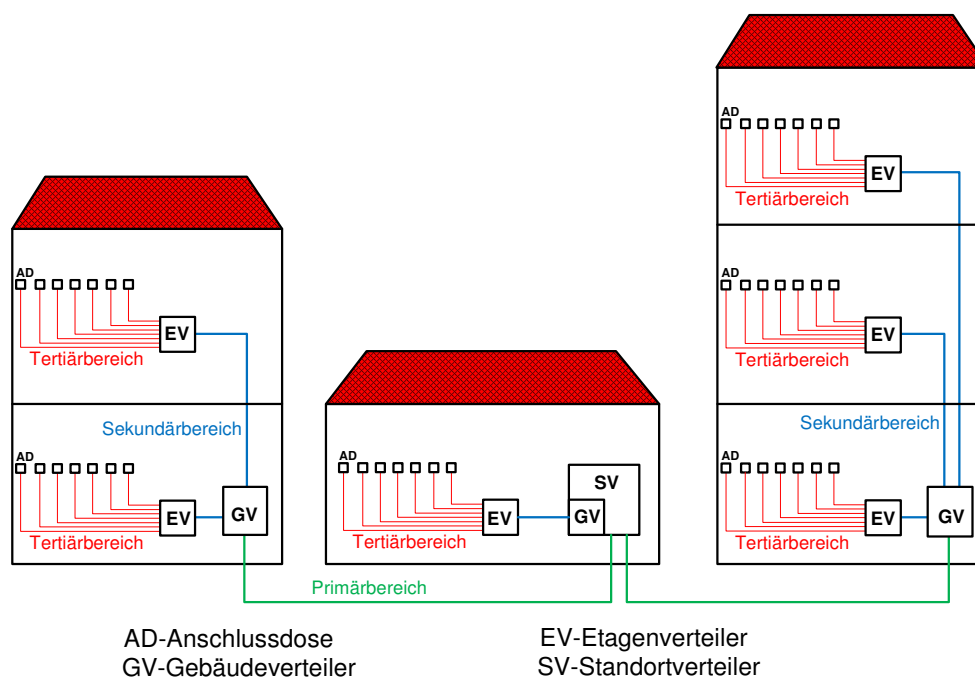 AD
EV
Tertiärbereich
AD
EV
Tertiärbereich
Sekundärbereich
GV
AD
EV
Tertiärbereich
SV
GV
AD
EV
Tertiärbereich
AD
EV
Tertiärbereich
Sekundärbereich
AD
EV
Tertiärbereich
GV
Primärbereich
AD-Anschlussdose
GV-Gebäudeverteiler
EV-Etagenverteiler
SV-Standortverteiler